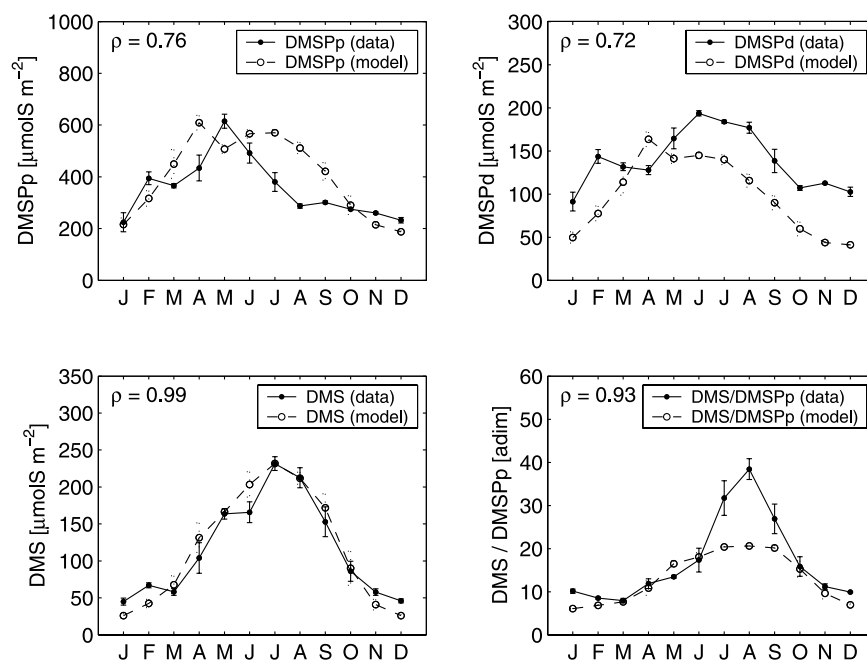 ρ = 0.76
DMSPp (data)
DMSPp (model)
DMSPp [μmolS m⁻²]
1000
800
600
400
200
0
J F M A M J J A S O N D
ρ = 0.72
DMSPd (data)
DMSPd (model)
DMSPd [μmolS m⁻²]
300
250
200
150
100
50
0
J F M A M J J A S O N D
ρ = 0.99
DMS (data)
DMS (model)
DMS [μmolS m⁻²]
350
300
250
200
150
100
50
0
J F M A M J J A S O N D
ρ = 0.93
DMS/DMSPp (data)
DMS/DMSPp (model)
DMS / DMSPp [adim]
60
50
40
30
20
10
0
J F M A M J J A S O N D